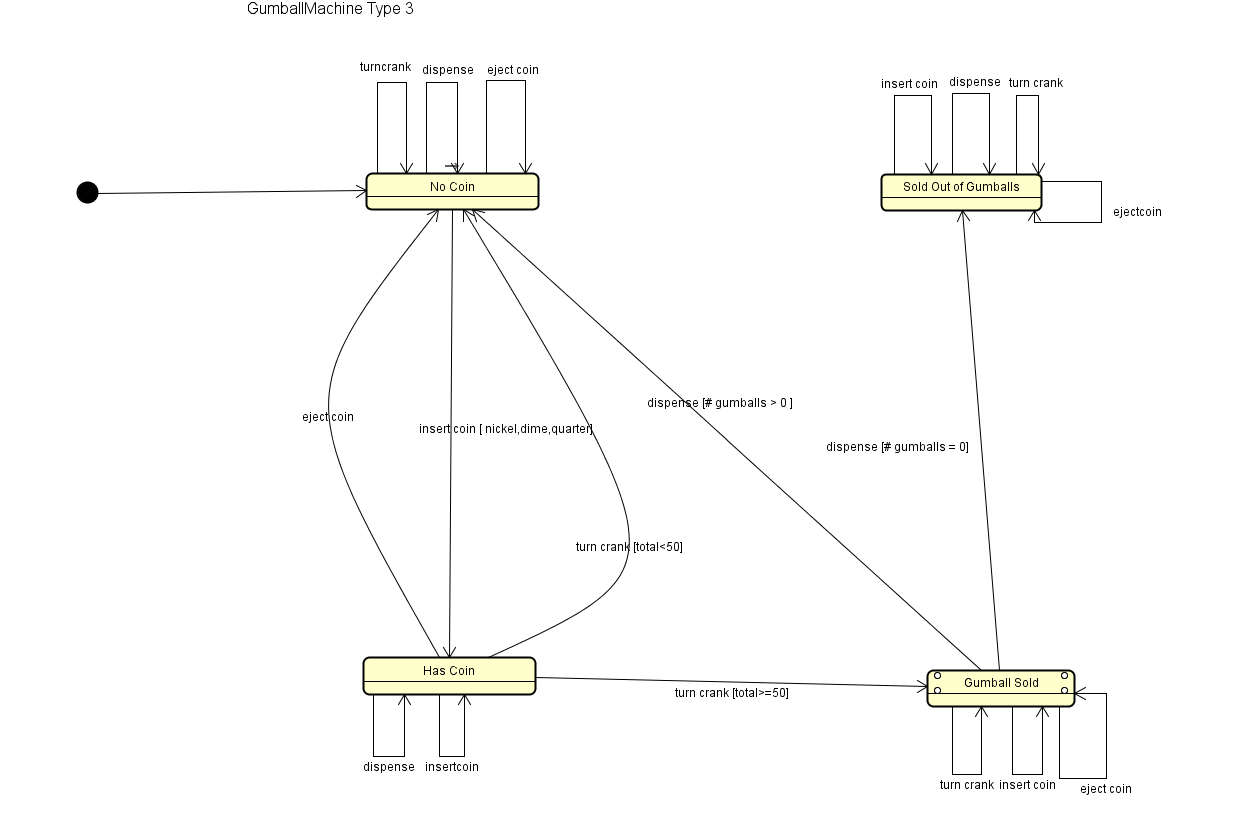 GumballMachine Type 3
turncrank
dispense
eject coin
insert coin
dispense
turn crank
No Coin
Sold Out of Gumballs
ejectcoin
dispense [# gumballs > 0 ]
eject coin
insert coin [ nickel,dime,quarter]
dispense [# gumballs = 0]
turn crank [total<50]
Has Coin
Gumball Sold
turn crank [total>=50]
dispense
insertcoin
turn crank
insert coin
eject coin